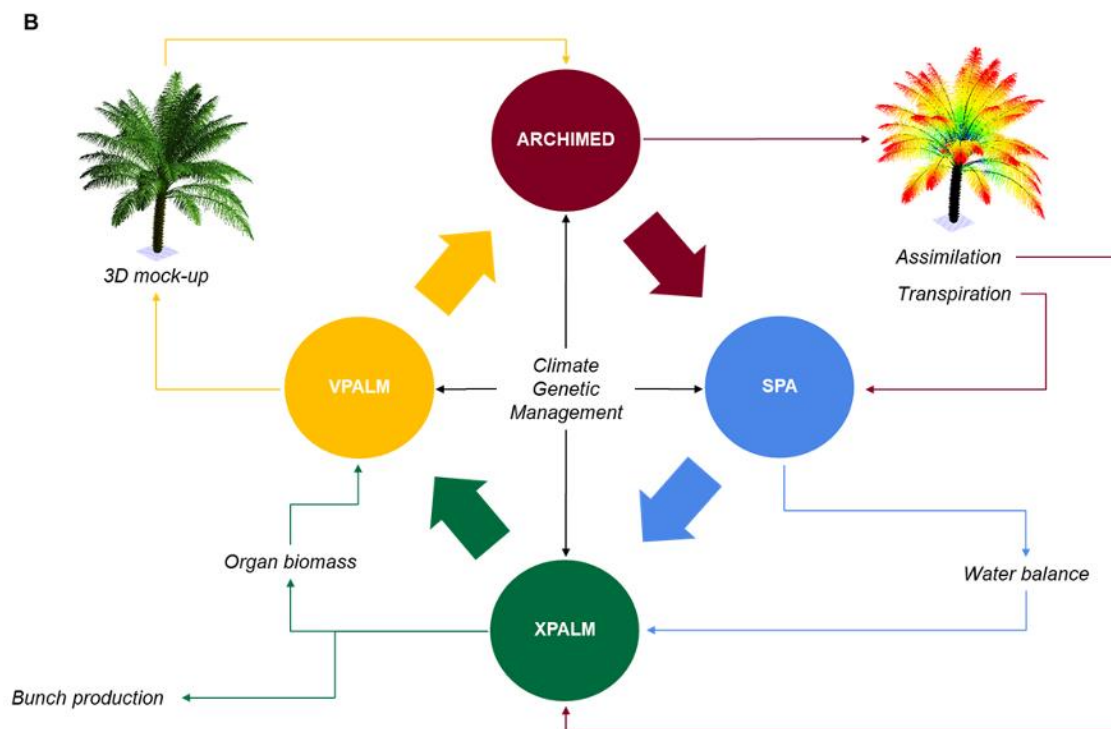 B
ARCHIMED
3D mock-up
Assimilation
Transpiration
VPALM
Climate
Genetic
Management
SPA
Organ biomass
Water balance
XPALM
Bunch production